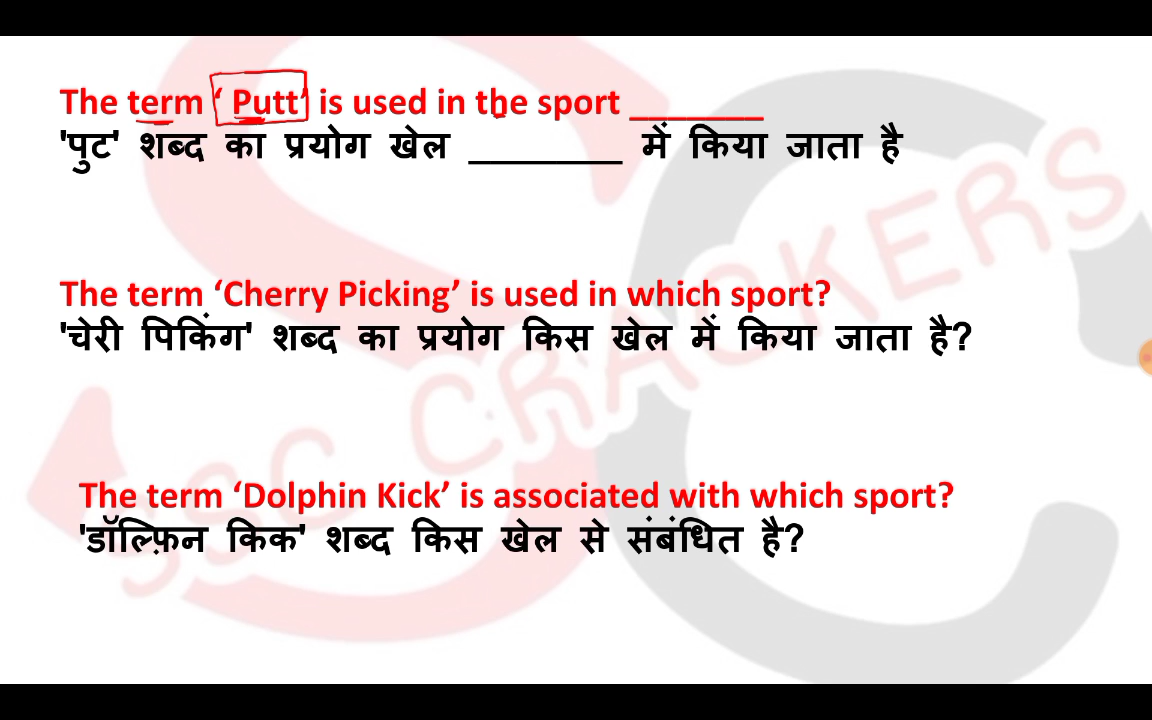 The term ‘ Putt’ is used in the sport _______
'पुट' शब्द का प्रयोग खेल ________ में किया जाता है
The term ‘Cherry Picking’ is used in which sport?
'चेरी पिकिंग' शब्द का प्रयोग किस खेल में किया जाता है?
The term ‘Dolphin Kick’ is associated with which sport?
'डॉल्फ़िन किक' शब्द किस खेल से संबंधित है?
SSC CRACKERS